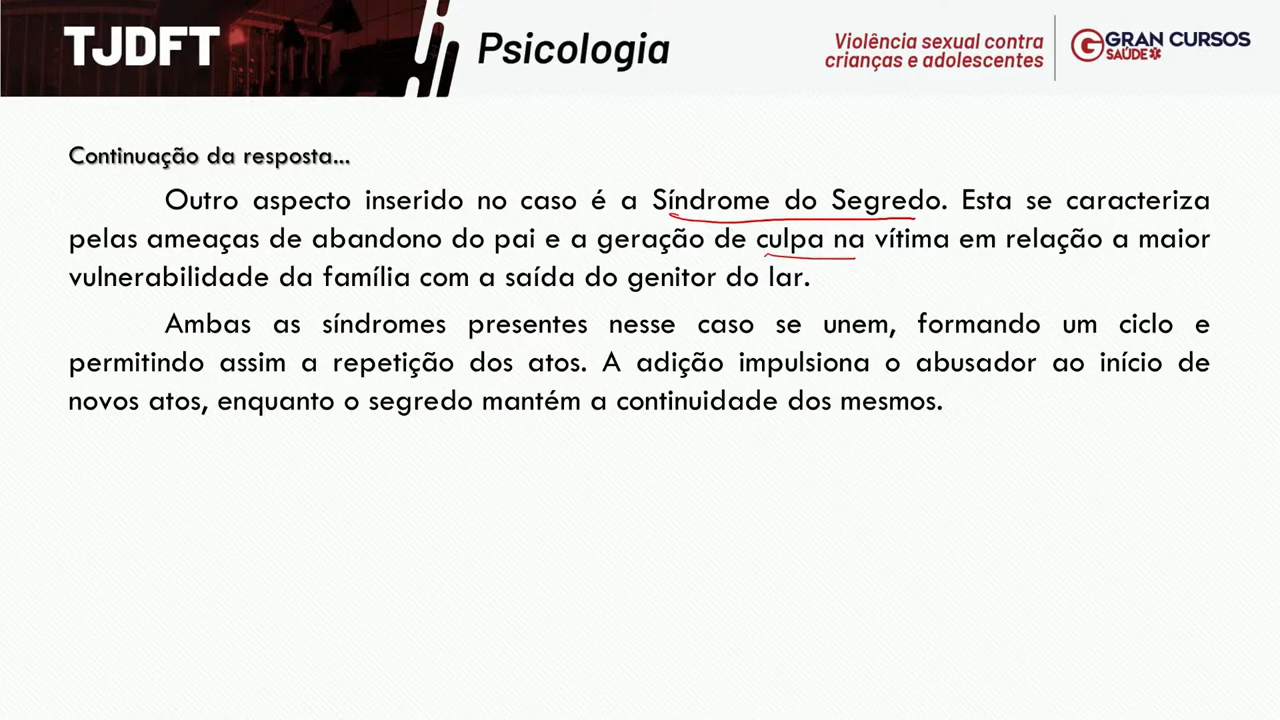 TJDFT
Psicologia
Violência sexual contra
crianças e adolescentes
GRAN CURSOS
SAÚDE
Continuação da resposta...
Outro aspecto inserido no caso é a Síndrome do Segredo. Esta se caracteriza
pelas ameaças de abandono do pai e a geração de culpa na vítima em relação a maior
vulnerabilidade da família com a saída do genitor do lar.
Ambas as síndromes presentes nesse caso se unem, formando um ciclo e
permitindo assim a repetição dos atos. A adição impulsiona o abusador ao início de
novos atos, enquanto o segredo mantém a continuidade dos mesmos.